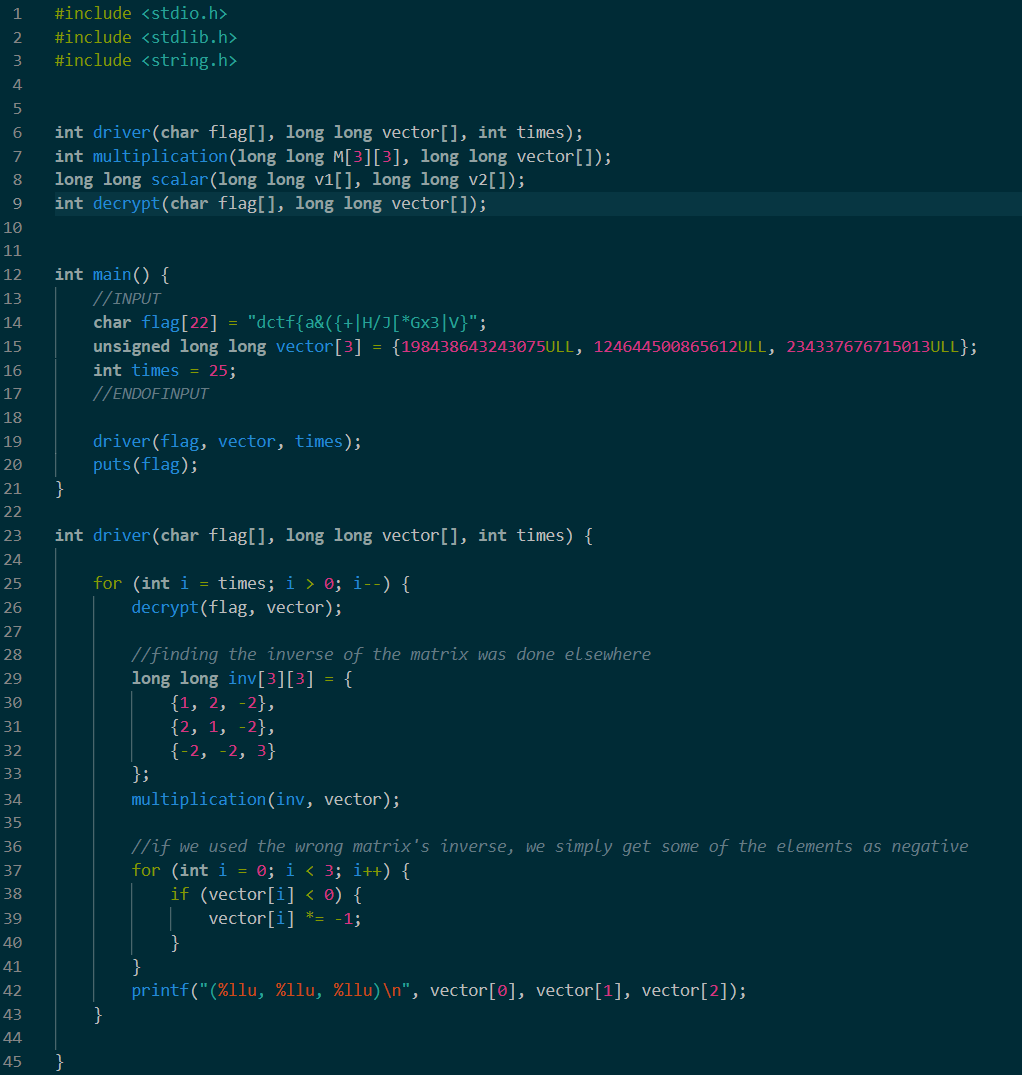 1 #include <stdio.h>
2 #include <stdlib.h>
3 #include <string.h>
4
5
6 int driver(char flag[], long long vector[], int times);
7 int multiplication(long long M[3][3], long long vector[]);
8 long long scalar(long long v1[], long long v2[]);
9 int decrypt(char flag[], long long vector[]);
10
11
12 int main() {
13     //INPUT
14     char flag[22] = "dctf{a&({+|H/J[*Gx3|V}";
15     unsigned long long vector[3] = {198438643243075ULL, 124644500865612ULL, 234337676715013ULL};
16     int times = 25;
17     //ENDOFINPUT
18
19     driver(flag, vector, times);
20     puts(flag);
21 }
22
23 int driver(char flag[], long long vector[], int times) {
24
25     for (int i = times; i > 0; i--) {
26         decrypt(flag, vector);
27
28         //finding the inverse of the matrix was done elsewhere
29         long long inv[3][3] = {
30             {1, 2, -2},
31             {2, 1, -2},
32             {-2, -2, 3}
33         };
34         multiplication(inv, vector);
35
36         //if we used the wrong matrix's inverse, we simply get some of the elements as negative
37         for (int i = 0; i < 3; i++) {
38             if (vector[i] < 0) {
39                 vector[i] *= -1;
40             }
41         }
42         printf("(%llu, %llu, %llu)\n", vector[0], vector[1], vector[2]);
43     }
44
45 }